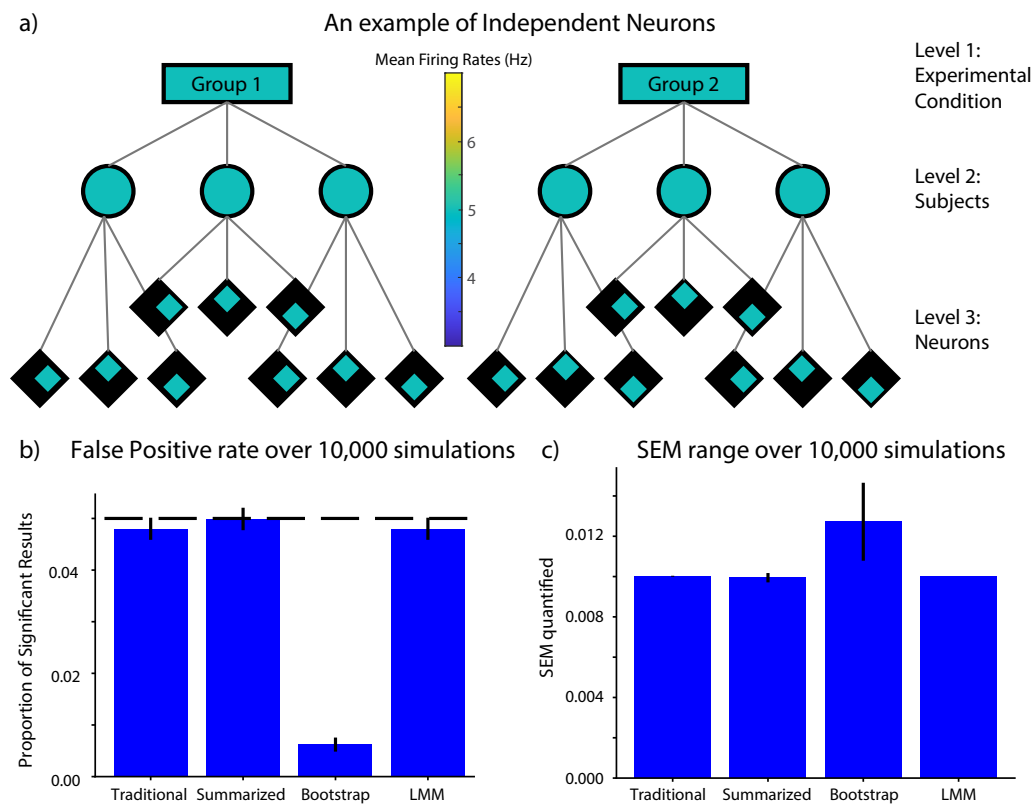 a)
An example of Independent Neurons
Mean Firing Rates (Hz)
Group 1
Group 2
6
5
4
Level 1:
Experimental
Condition
Level 2:
Subjects
Level 3:
Neurons
b)
False Positive rate over 10,000 simulations
Proportion of Significant Results
0.04
0.02
0.00
Traditional
Summarized
Bootstrap
LMM
c)
SEM range over 10,000 simulations
SEM quantified
0.012
0.008
0.004
0.000
Traditional
Summarized
Bootstrap
LMM